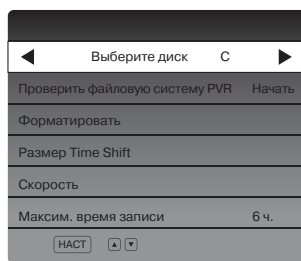 Выберите диск C
Проверить файловую систему PVR Начать
Форматировать
Размер Time Shift
Скорость
Максим. время записи 6 ч.
НАСТ